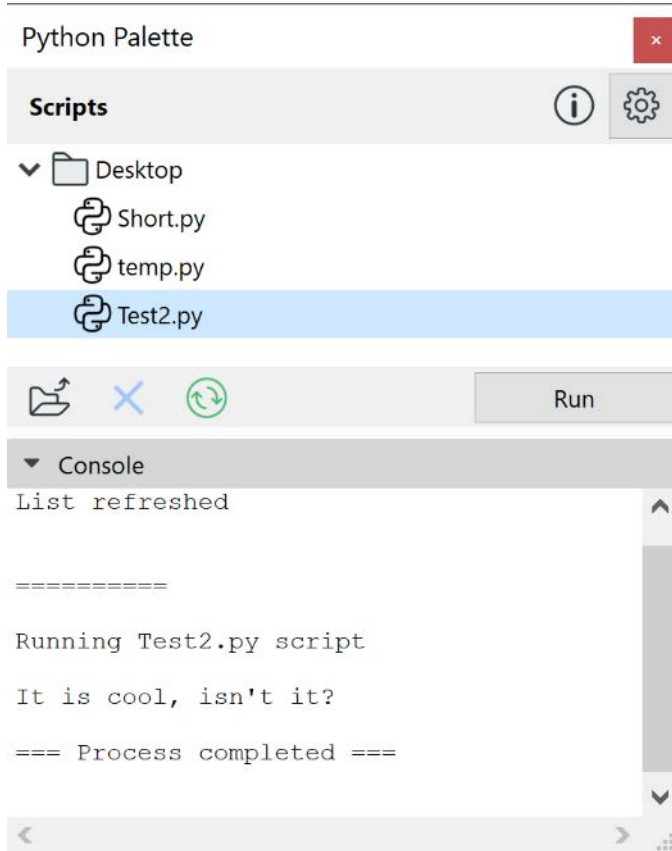 Python Palette
Scripts
Desktop
Short.py
temp.py
Test2.py
Run
Console
List refreshed
==========
Running Test2.py script
It is cool, isn't it?
=== Process completed ===